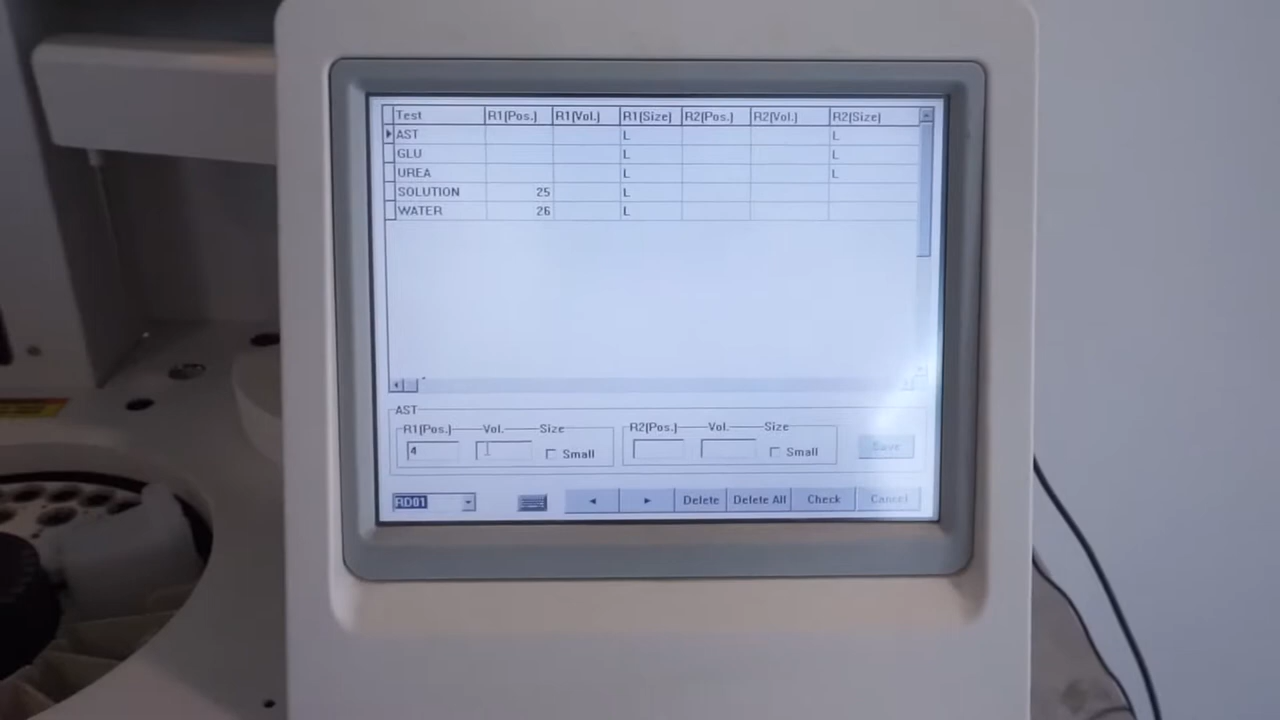 Test R1(Pos.) R1(Vol.) R1(Size) R2(Pos.) R2(Vol.) R2(Size)
AST L L
GLU L L
UREA L L
SOLUTION 25 L
WATER 26 L
AST
R1(Pos.) Vol. Size R2(Pos.) Vol. Size
4 Small Small Save
RD01 Delete Delete All Check Cancel